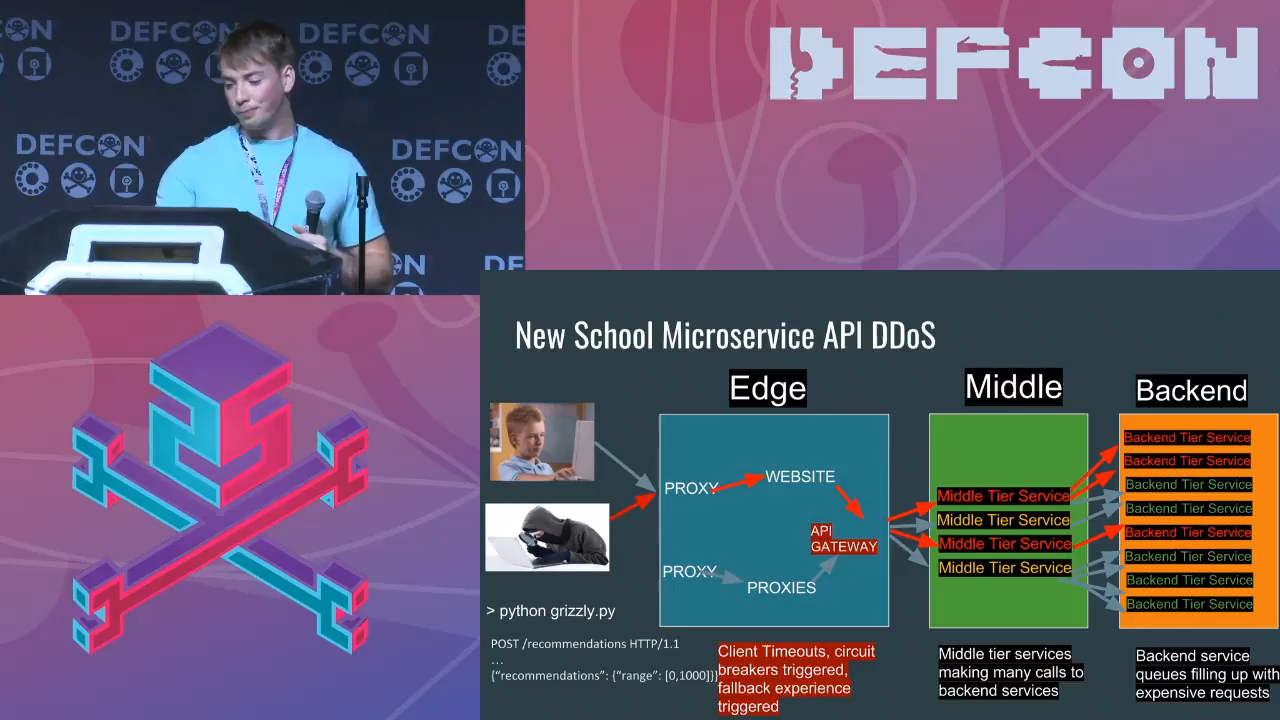 DEFCON
DEFCON
DEFCON
DEFCON
DEFCON
New School Microservice API DDoS
Edge
Middle
Backend
PROXY
WEBSITE
API
GATEWAY
PROXY
PROXIES
Middle Tier Service
Middle Tier Service
Middle Tier Service
Middle Tier Service
Backend Tier Service
Backend Tier Service
Backend Tier Service
Backend Tier Service
Backend Tier Service
Backend Tier Service
Backend Tier Service
Backend Tier Service
> python grizzly.py
POST /recommendations HTTP/1.1
...
{"recommendations": {"range": [0,1000]}}
Client Timeouts, circuit
breakers triggered,
fallback experience
triggered
Middle tier services
making many calls to
backend services
Backend service
queues filling up with
expensive requests